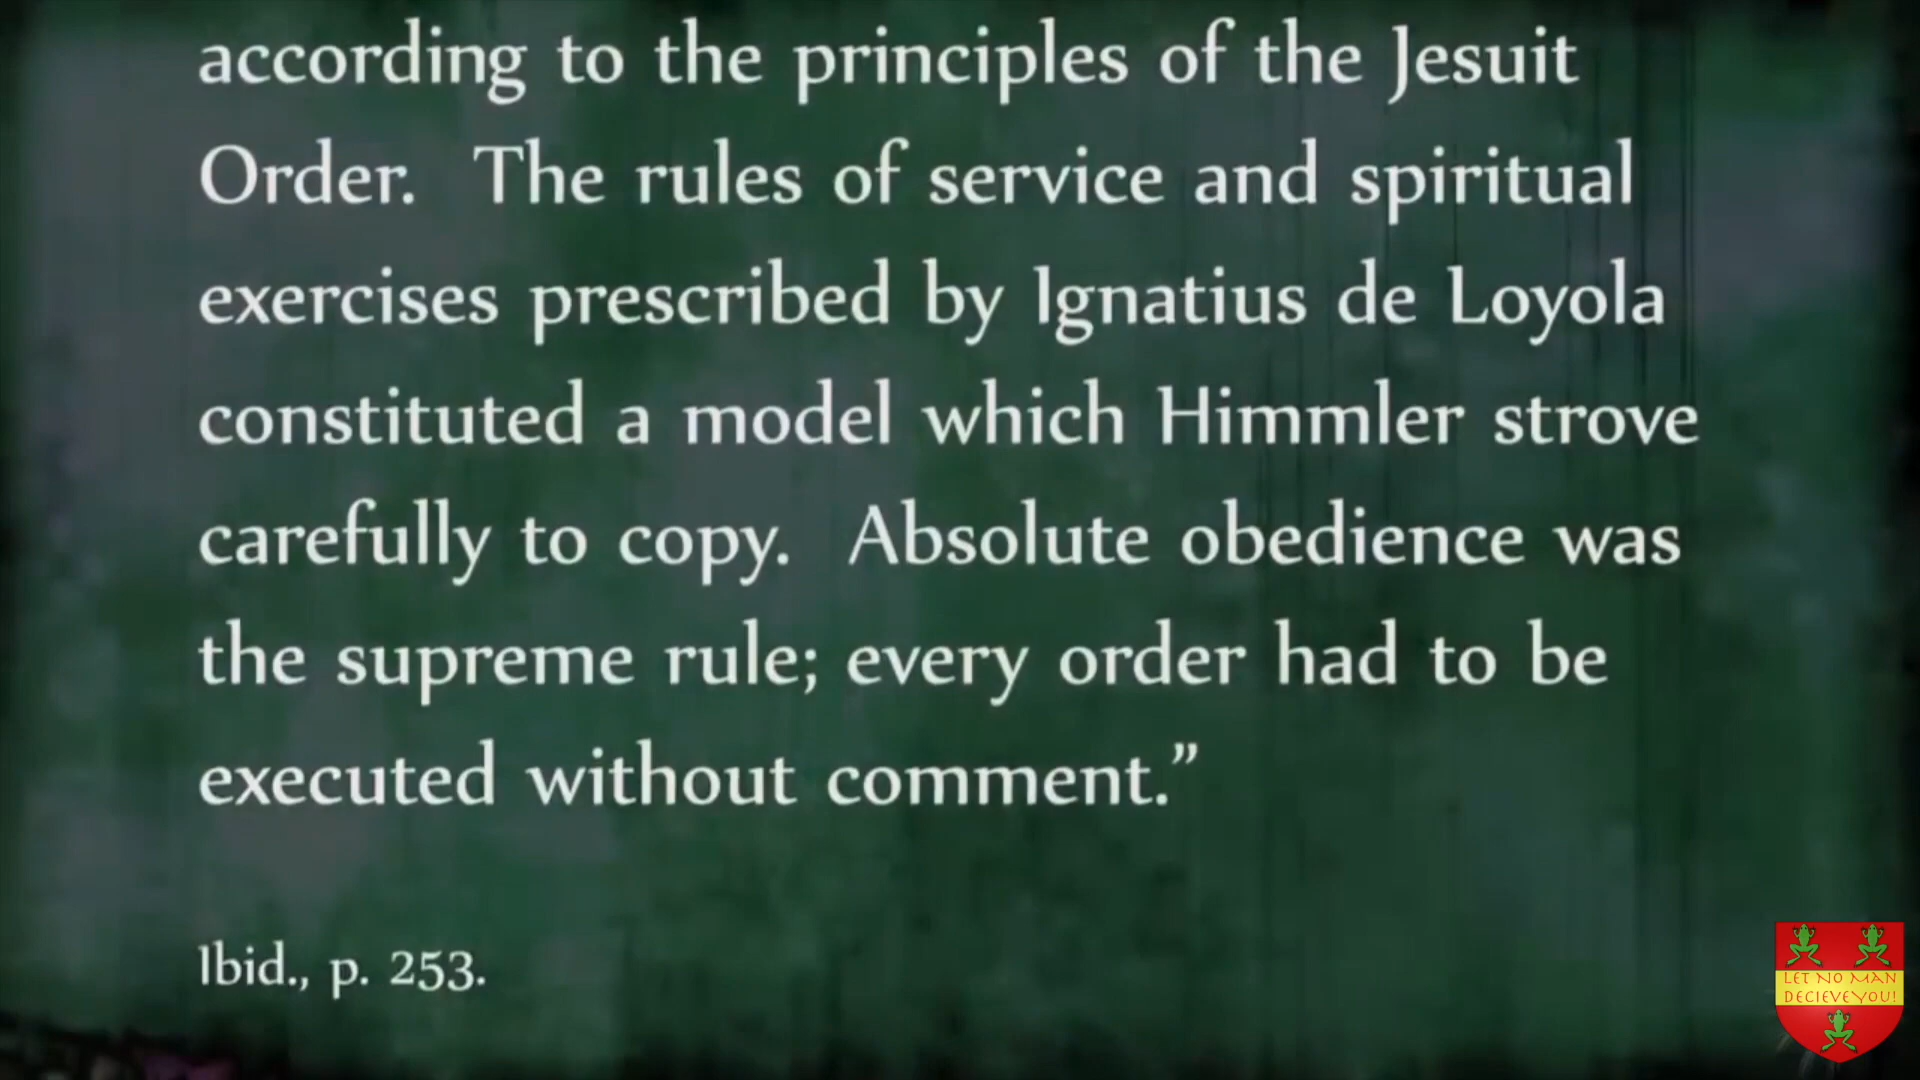 according to the principles of the Jesuit
Order. The rules of service and spiritual
exercises prescribed by Ignatius de Loyola
constituted a model which Himmler strove
carefully to copy. Absolute obedience was
the supreme rule; every order had to be
executed without comment.”
Ibid., p. 253.
LET NO MAN
DECIEVE YOU!